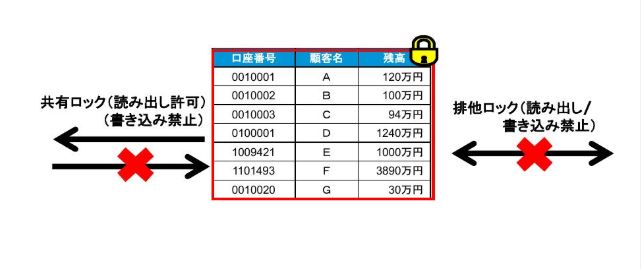 共有ロック（読み出し許可）
（書き込み禁止）
口座番号 顧客名 残高
0010001 A 120万円
0010002 B 100万円
0010003 C 94万円
0100001 D 1240万円
1009421 E 1000万円
1101493 F 3890万円
0010020 G 30万円
排他ロック（読み出し/
書き込み禁止）